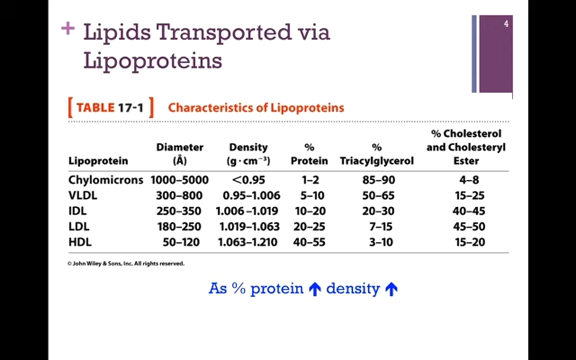 4
+ Lipids Transported via
Lipoproteins
[ TABLE 17-1 ] Characteristics of Lipoproteins
% Cholesterol
Diameter Density % % and Cholesteryl
Lipoprotein (Å) (g · cm⁻³) Protein Triacylglycerol Ester
Chylomicrons 1000–5000 <0.95 1–2 85–90 4–8
VLDL 300–800 0.95–1.006 5–10 50–65 15–25
IDL 250–350 1.006–1.019 10–20 20–30 40–45
LDL 180–250 1.019–1.063 20–25 7–15 45–50
HDL 50–120 1.063–1.210 40–55 3–10 15–20
© John Wiley & Sons, Inc. All rights reserved.
As % protein ↑ density ↑